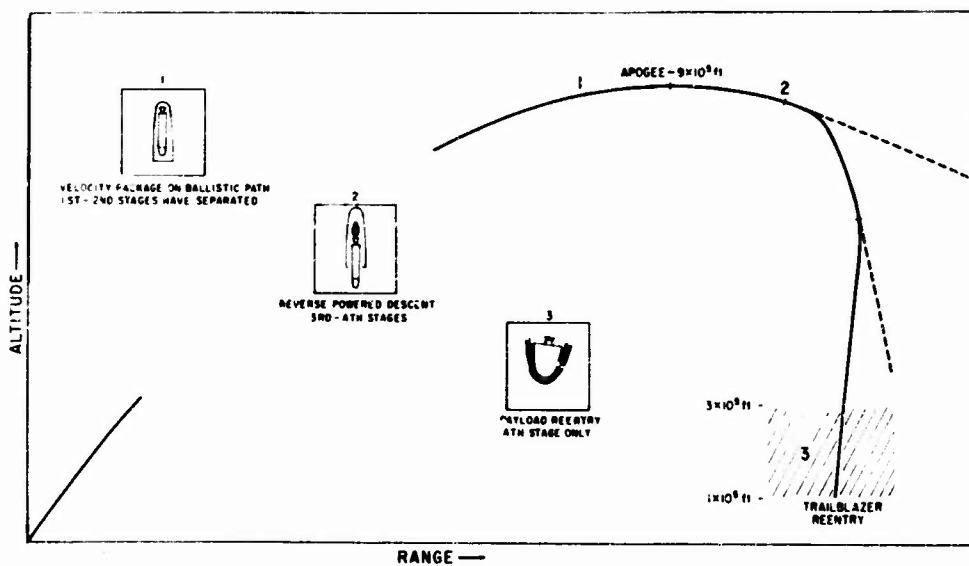 APOGEE – 9×10⁵ ft
1
2
1
VELOCITY PACKAGE ON BALLISTIC PATH
1ST - 2ND STAGES HAVE SEPARATED
2
REVERSE POWERED DESCENT
3RD - 4TH STAGES
3
PAYLOAD REENTRY
4TH STAGE ONLY
3×10⁵ ft
3
1×10⁵ ft
TRAILBLAZER
REENTRY
ALTITUDE
RANGE